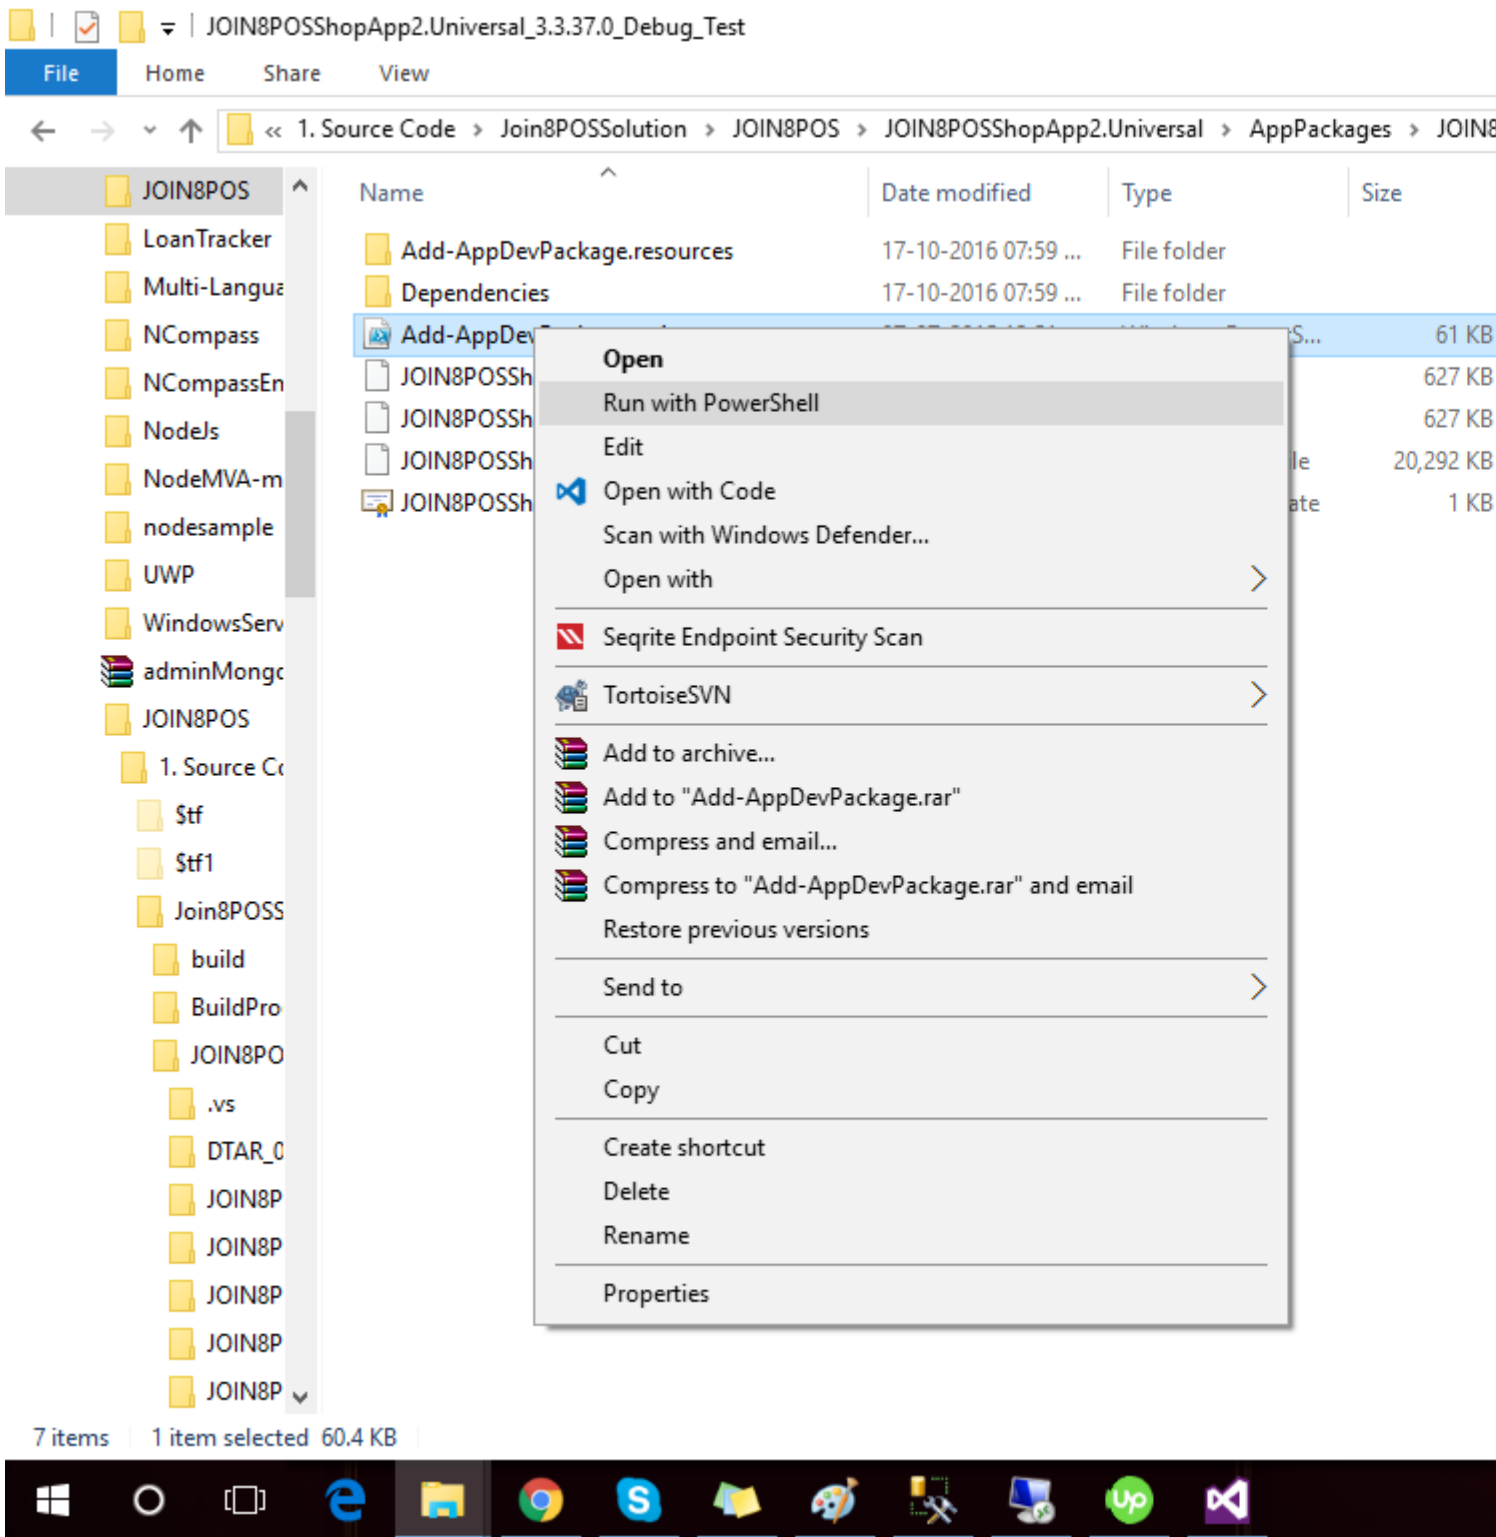 JOIN8POSShopApp2.Universal_3.3.37.0_Debug_Test
File Home Share View
« 1. Source Code > Join8POSSolution > JOIN8POS > JOIN8POSShopApp2.Universal > AppPackages > JOIN8
Name Date modified Type Size
JOIN8POS
LoanTracker
Multi-Langua
NCompass
NCompassEn
NodeJs
NodeMVA-m
nodesample
UWP
WindowsServ
adminMongo
JOIN8POS
1. Source Co
$tf
$tf1
Join8POSS
build
BuildPro
JOIN8PO
.vs
DTAR_0
JOIN8P
JOIN8P
JOIN8P
JOIN8P
JOIN8P
Add-AppDevPackage.resources 17-10-2016 07:59 ... File folder
Dependencies 17-10-2016 07:59 ... File folder
Add-AppDev S... 61 KB
JOIN8POSSh 627 KB
JOIN8POSSh 627 KB
JOIN8POSSh le 20,292 KB
JOIN8POSSh ate 1 KB
Open
Run with PowerShell
Edit
Open with Code
Scan with Windows Defender...
Open with
Seqrite Endpoint Security Scan
TortoiseSVN
Add to archive...
Add to "Add-AppDevPackage.rar"
Compress and email...
Compress to "Add-AppDevPackage.rar" and email
Restore previous versions
Send to
Cut
Copy
Create shortcut
Delete
Rename
Properties
7 items 1 item selected 60.4 KB